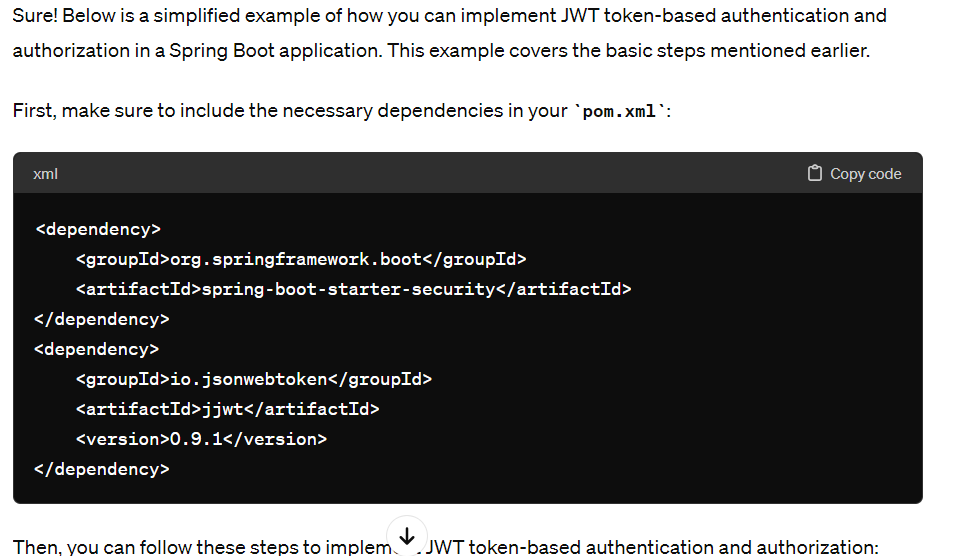 Sure! Below is a simplified example of how you can implement JWT token-based authentication and
authorization in a Spring Boot application. This example covers the basic steps mentioned earlier.
First, make sure to include the necessary dependencies in your `pom.xml`:
xml
Copy code
<dependency>
    <groupId>org.springframework.boot</groupId>
    <artifactId>spring-boot-starter-security</artifactId>
</dependency>
<dependency>
    <groupId>io.jsonwebtoken</groupId>
    <artifactId>jjwt</artifactId>
    <version>0.9.1</version>
</dependency>
Then, you can follow these steps to implem JWT token-based authentication and authorization: